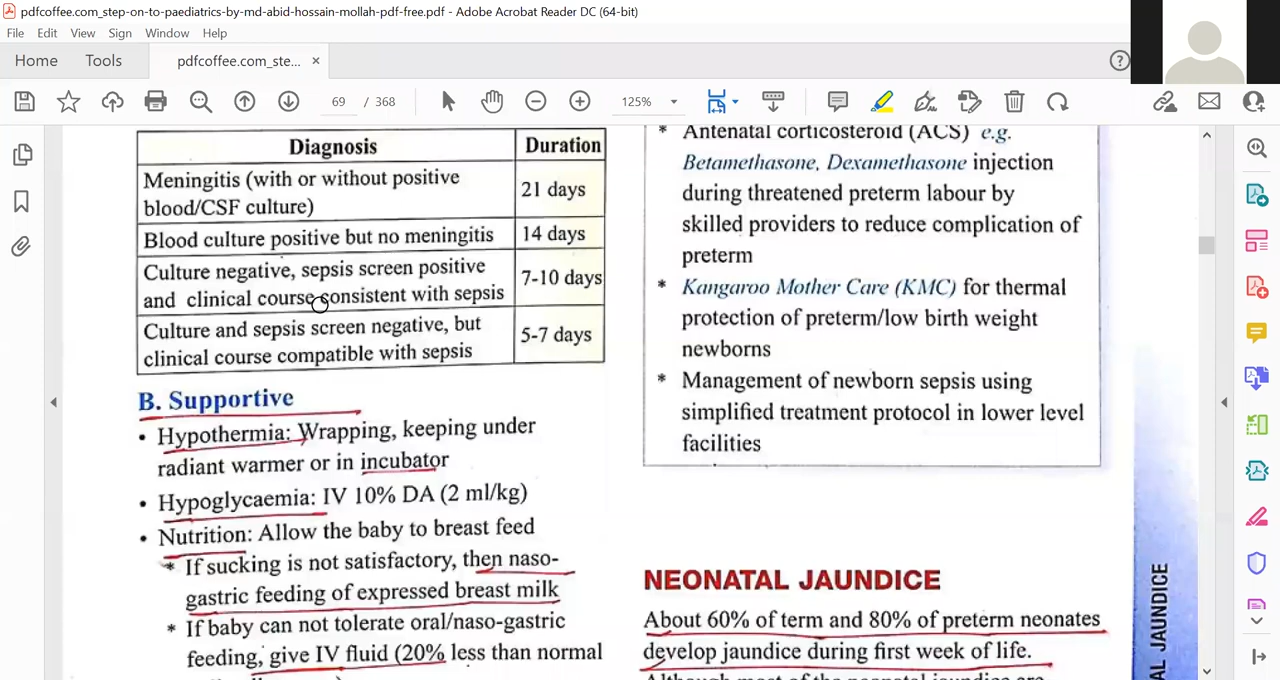 pdfcoffee.com_step-on-to-paediatrics-by-md-abid-hossain-mollah-pdf-free.pdf - Adobe Acrobat Reader DC (64-bit)
File Edit View Sign Window Help
Home Tools pdfcoffee.com_ste... ×
69 / 368 125%
Diagnosis Duration
Meningitis (with or without positive
blood/CSF culture) 21 days
Blood culture positive but no meningitis 14 days
Culture negative, sepsis screen positive
and clinical course consistent with sepsis 7-10 days
Culture and sepsis screen negative, but
clinical course compatible with sepsis 5-7 days
B. Supportive
• Hypothermia: Wrapping, keeping under
radiant warmer or in incubator
• Hypoglycaemia: IV 10% DA (2 ml/kg)
• Nutrition: Allow the baby to breast feed
* If sucking is not satisfactory, then naso-
gastric feeding of expressed breast milk
* If baby can not tolerate oral/naso-gastric
feeding, give IV fluid (20% less than normal
* Antenatal corticosteroid (ACS) e.g.
Betamethasone, Dexamethasone injection
during threatened preterm labour by
skilled providers to reduce complication of
preterm
* Kangaroo Mother Care (KMC) for thermal
protection of preterm/low birth weight
newborns
* Management of newborn sepsis using
simplified treatment protocol in lower level
facilities
NEONATAL JAUNDICE
About 60% of term and 80% of preterm neonates
develop jaundice during first week of life.
Although most of the neonatal jaundice are
AL JAUNDICE